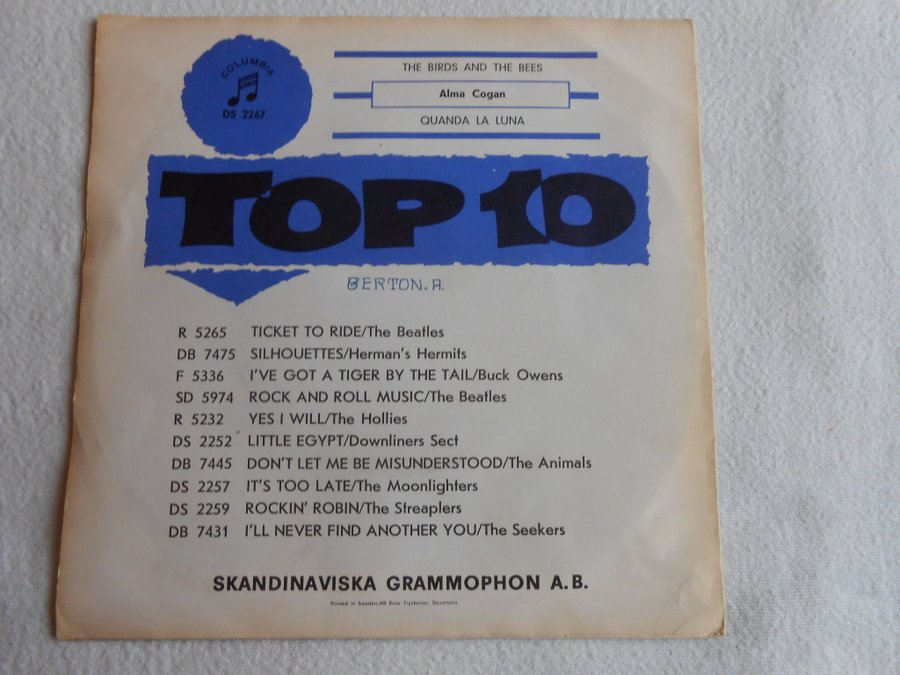 COLUMBIA
DS 2267
THE BIRDS AND THE BEES
Alma Cogan
QUANDA LA LUNA
TOP 10
BERTON.A.
R 5265 TICKET TO RIDE/The Beatles
DB 7475 SILHOUETTES/Herman's Hermits
F 5336 I'VE GOT A TIGER BY THE TAIL/Buck Owens
SD 5974 ROCK AND ROLL MUSIC/The Beatles
R 5232 YES I WILL/The Hollies
DS 2252 LITTLE EGYPT/Downliners Sect
DB 7445 DON'T LET ME BE MISUNDERSTOOD/The Animals
DS 2257 IT'S TOO LATE/The Moonlighters
DS 2259 ROCKIN' ROBIN/The Streaplers
DB 7431 I'LL NEVER FIND ANOTHER YOU/The Seekers
SKANDINAVISKA GRAMMOPHON A.B.
Printed in Sweden/AB Boon Tryckerier, Stockholm